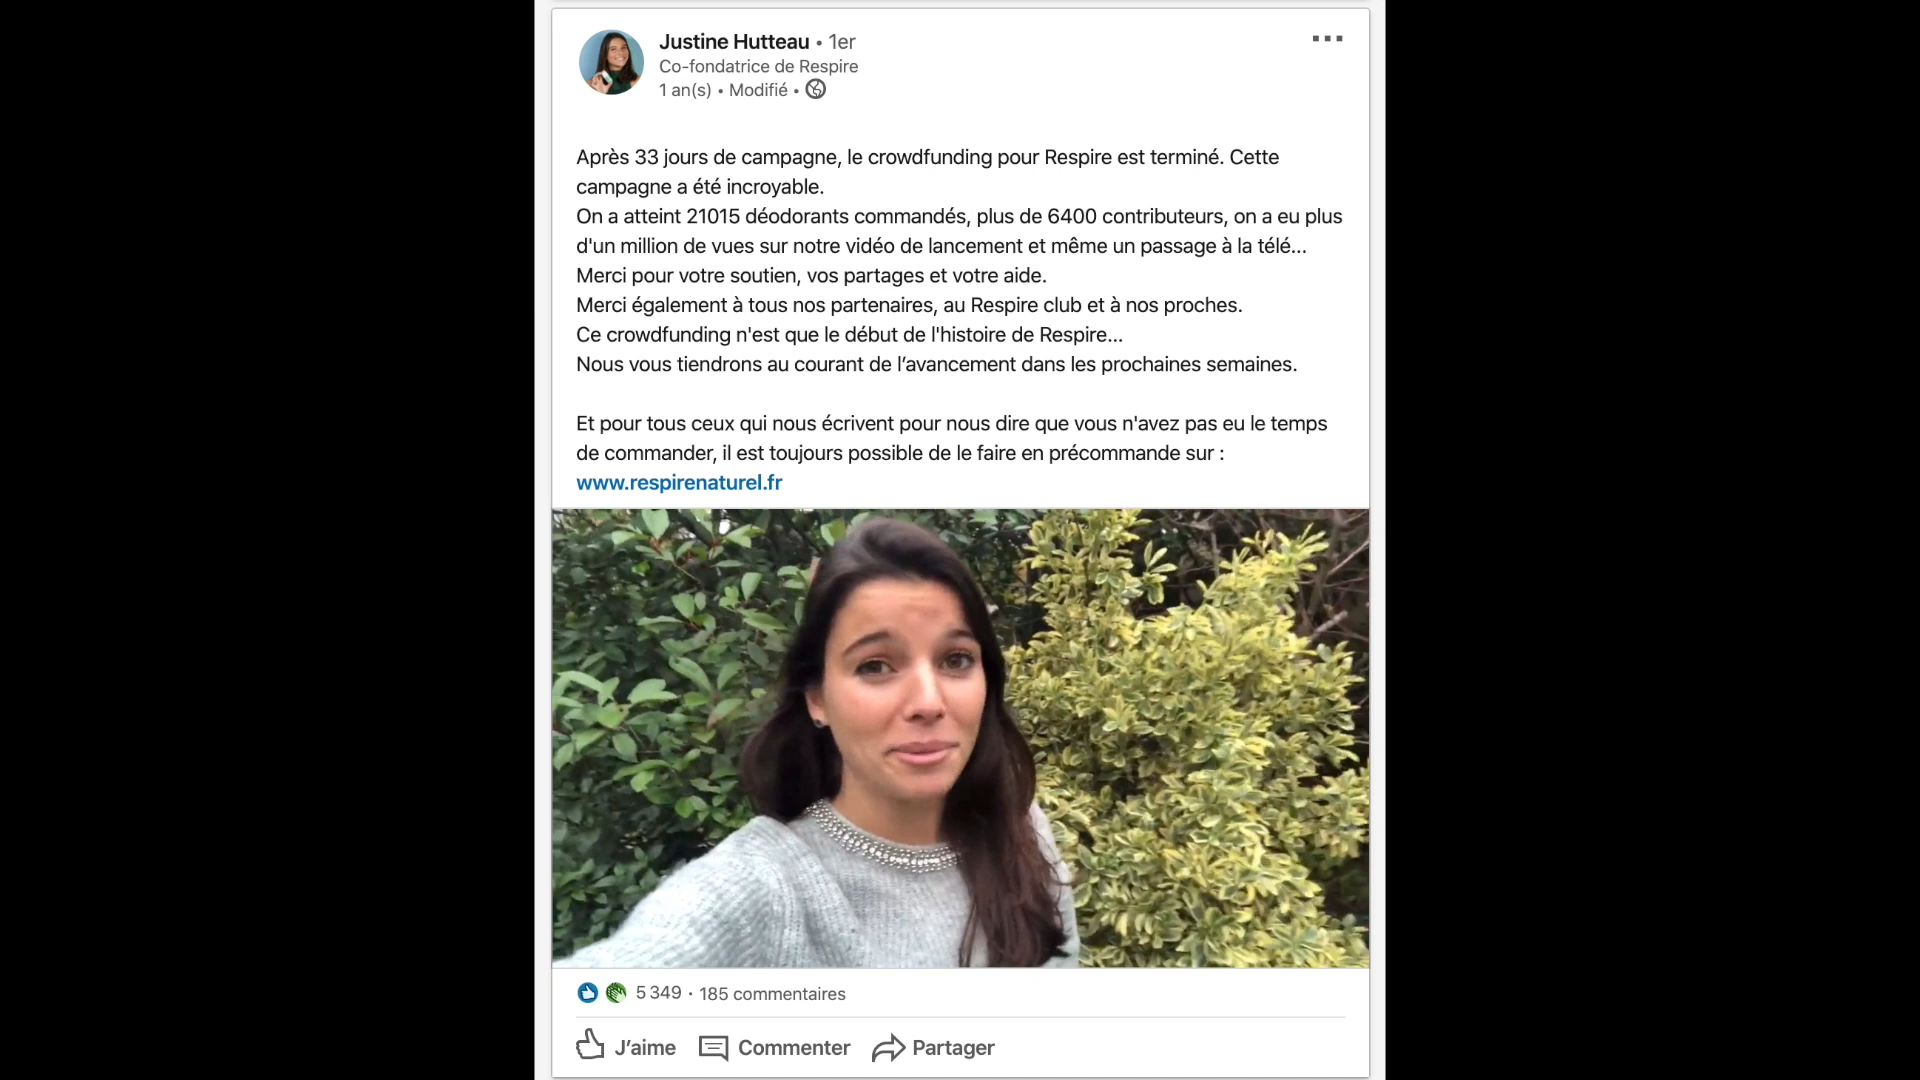 Justine Hutteau • 1er
Co-fondatrice de Respire
1 an(s) • Modifié •
Après 33 jours de campagne, le crowdfunding pour Respire est terminé. Cette
campagne a été incroyable.
On a atteint 21015 déodorants commandés, plus de 6400 contributeurs, on a eu plus
d'un million de vues sur notre vidéo de lancement et même un passage à la télé...
Merci pour votre soutien, vos partages et votre aide.
Merci également à tous nos partenaires, au Respire club et à nos proches.
Ce crowdfunding n'est que le début de l'histoire de Respire...
Nous vous tiendrons au courant de l’avancement dans les prochaines semaines.
Et pour tous ceux qui nous écrivent pour nous dire que vous n'avez pas eu le temps
de commander, il est toujours possible de le faire en précommande sur :
www.respirenaturel.fr
5 349 · 185 commentaires
J’aime Commenter Partager